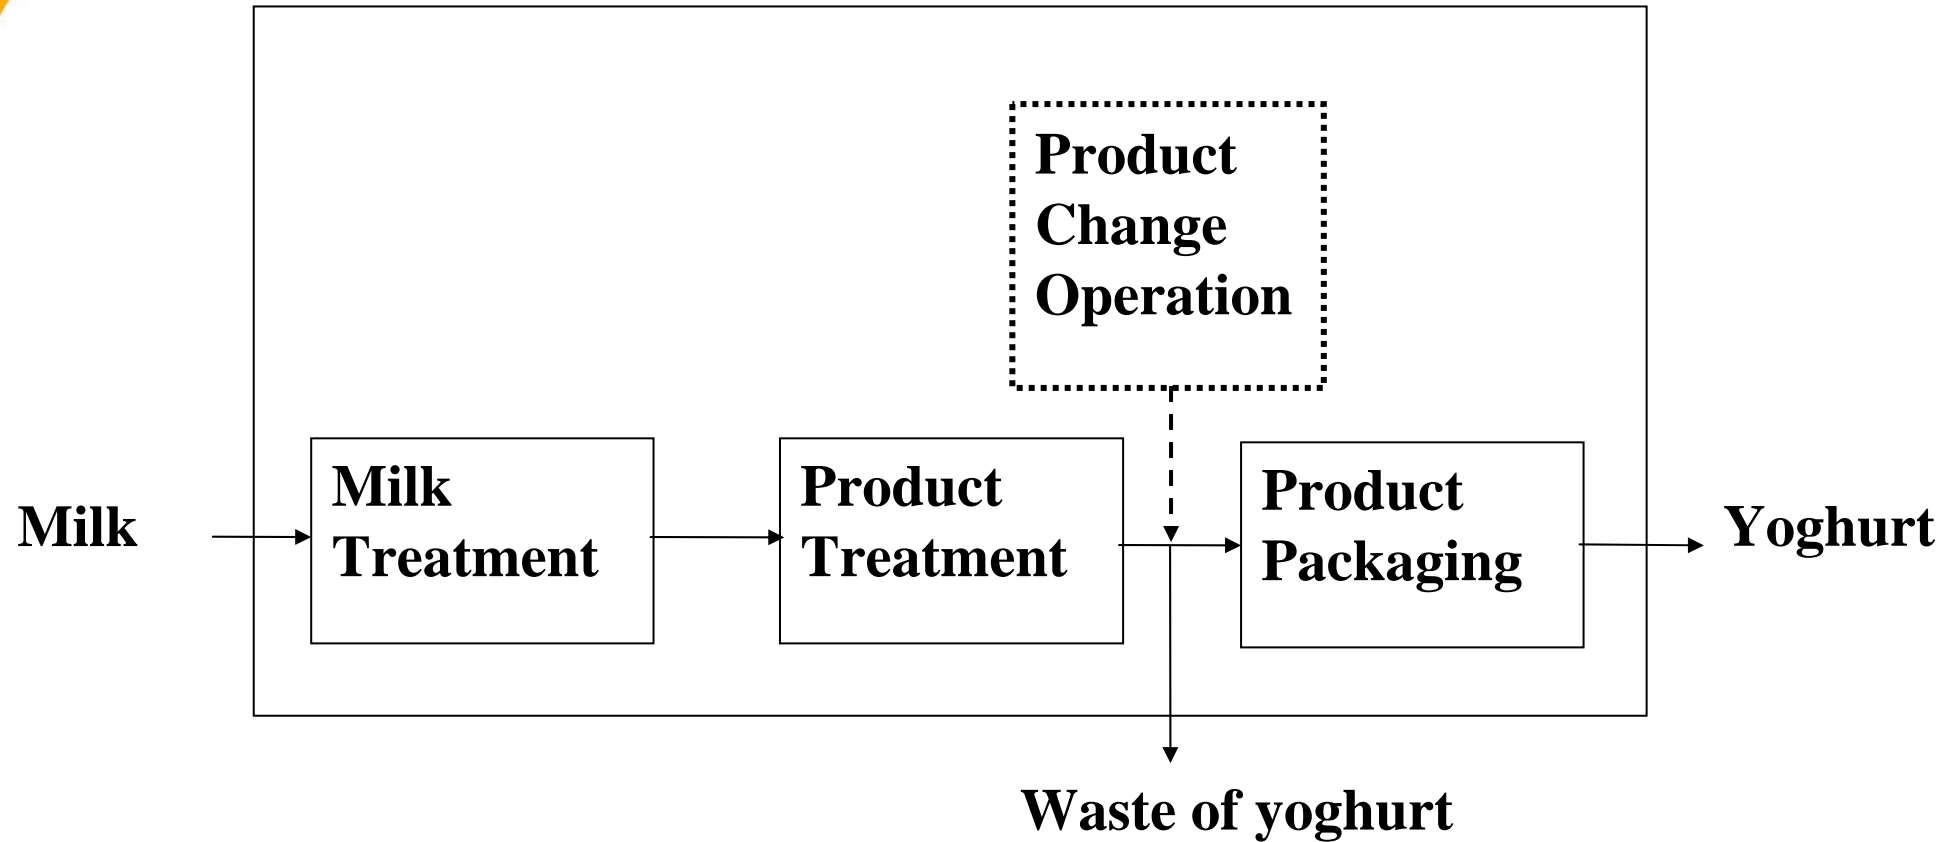 Product
Change
Operation
Milk
Milk
Treatment
Product
Treatment
Product
Packaging
Yoghurt
Waste of yoghurt